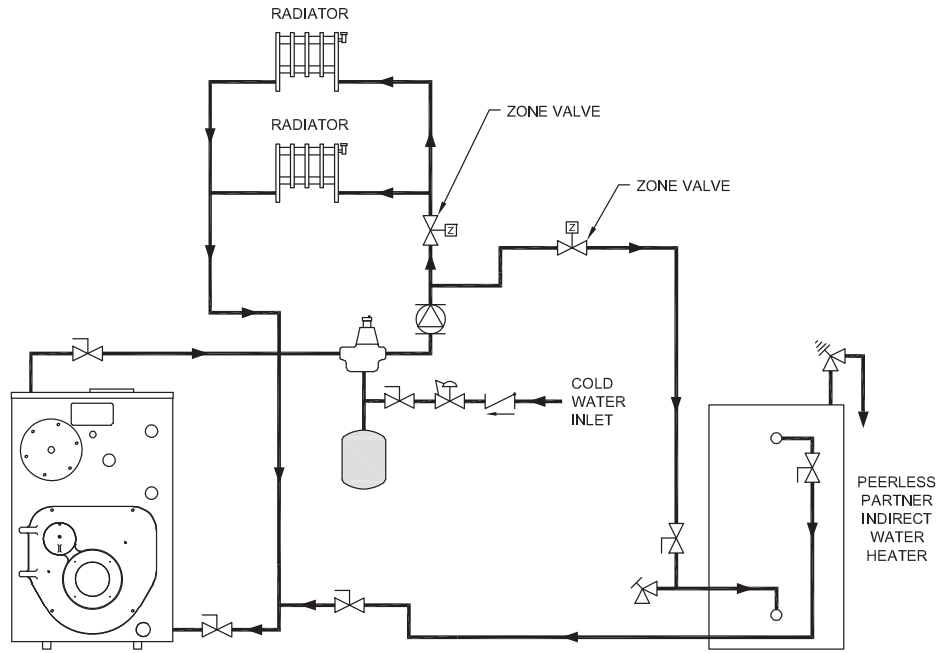 RADIATOR
RADIATOR
ZONE VALVE
Z
ZONE VALVE
Z
COLD
WATER
INLET
PEERLESS
PARTNER
INDIRECT
WATER
HEATER